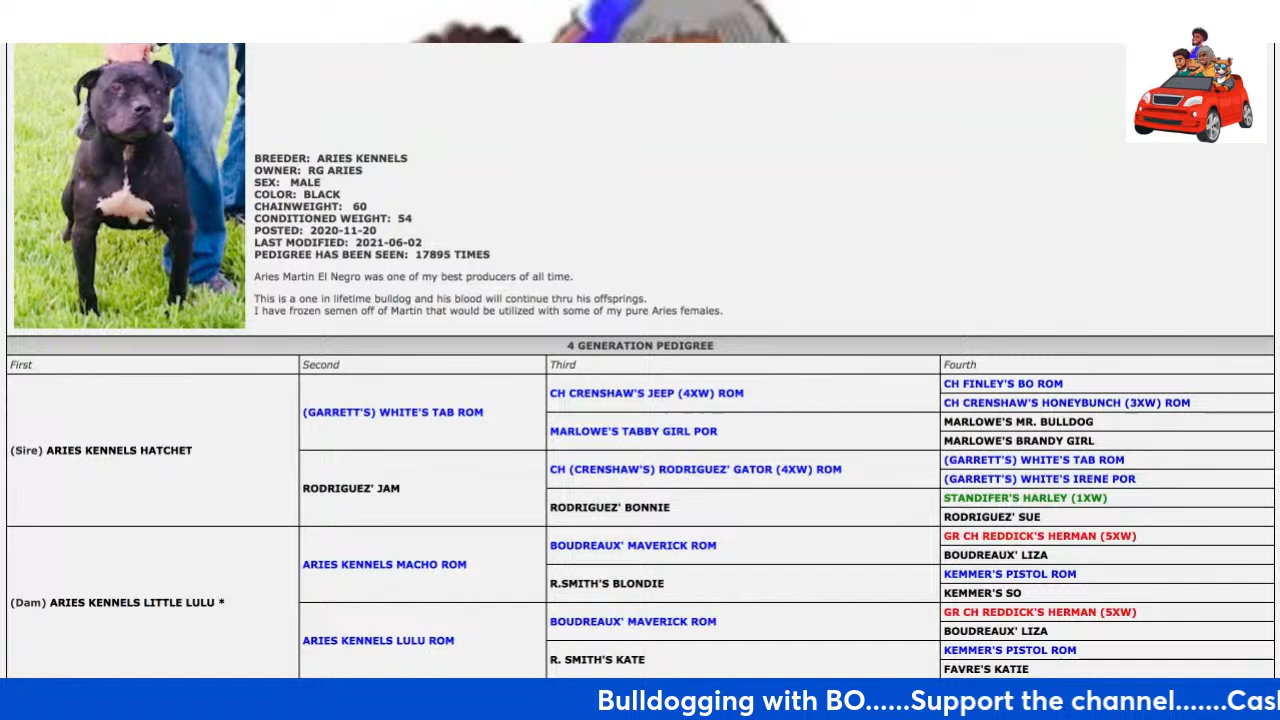 BREEDER: ARIES KENNELS
OWNER: RG ARIES
SEX: MALE
COLOR: BLACK
CHAINWEIGHT: 60
CONDITIONED WEIGHT: 54
POSTED: 2020-11-20
LAST MODIFIED: 2021-06-02
PEDIGREE HAS BEEN SEEN: 17895 TIMES
Aries Martin El Negro was one of my best producers of all time.
This is a one in lifetime bulldog and his blood will continue thru his offsprings.
I have frozen semen off of Martin that would be utilized with some of my pure Aries females.
4 GENERATION PEDIGREE
First Second Third Fourth
(Sire) ARIES KENNELS HATCHET
(GARRETT'S) WHITE'S TAB ROM
CH CRENSHAW'S JEEP (4XW) ROM
CH FINLEY'S BO ROM
CH CRENSHAW'S HONEYBUNCH (3XW) ROM
MARLOWE'S TABBY GIRL POR
MARLOWE'S MR. BULLDOG
MARLOWE'S BRANDY GIRL
RODRIGUEZ' JAM
CH (CRENSHAW'S) RODRIGUEZ' GATOR (4XW) ROM
(GARRETT'S) WHITE'S TAB ROM
(GARRETT'S) WHITE'S IRENE POR
RODRIGUEZ' BONNIE
STANDIFER'S HARLEY (1XW)
RODRIGUEZ' SUE
(Dam) ARIES KENNELS LITTLE LULU *
ARIES KENNELS MACHO ROM
BOUDREAUX' MAVERICK ROM
GR CH REDDICK'S HERMAN (5XW)
BOUDREAUX' LIZA
R.SMITH'S BLONDIE
KEMMER'S PISTOL ROM
KEMMER'S SO
ARIES KENNELS LULU ROM
BOUDREAUX' MAVERICK ROM
GR CH REDDICK'S HERMAN (5XW)
BOUDREAUX' LIZA
R. SMITH'S KATE
KEMMER'S PISTOL ROM
FAVRE'S KATIE
Bulldogging with BO......Support the channel.......Cas